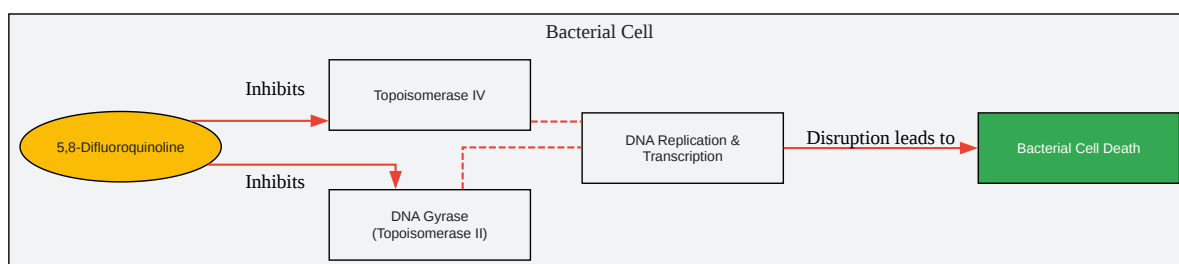 Bacterial Cell
Inhibits
Topoisomerase IV
5,8-Difluoroquinoline
DNA Replication &
Transcription
Disruption leads to
Bacterial Cell Death
Inhibits
DNA Gyrase
(Topoisomerase II)